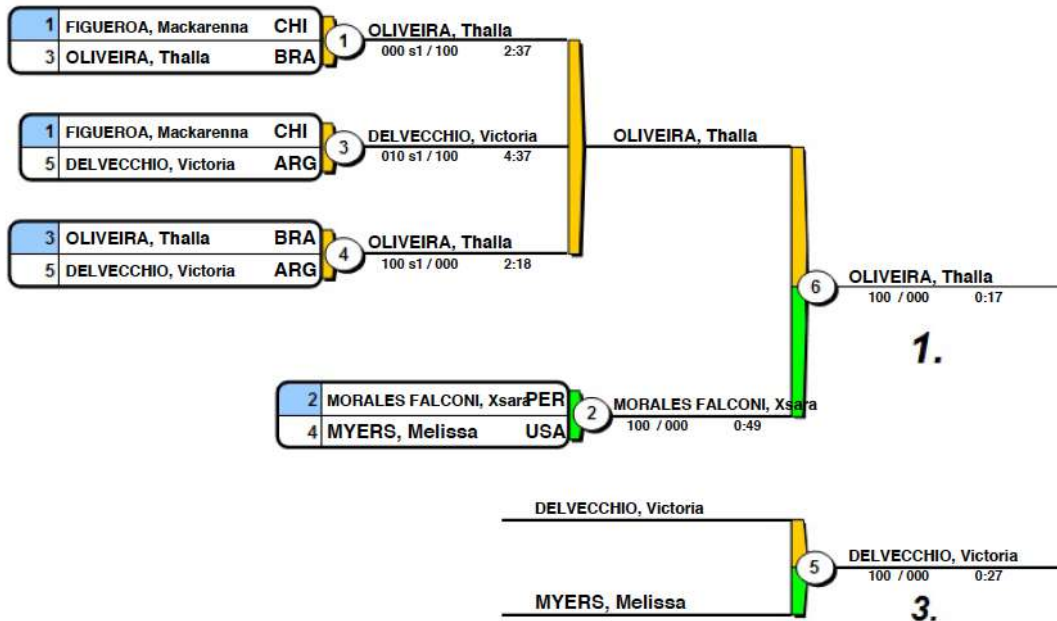 1 FIGUEROA, Mackarenna CHI
3 OLIVEIRA, Thalla BRA
1
OLIVEIRA, Thalla
000 s1 / 100 2:37
1 FIGUEROA, Mackarenna CHI
5 DELVECCHIO, Victoria ARG
3
DELVECCHIO, Victoria
010 s1 / 100 4:37
OLIVEIRA, Thalla
3 OLIVEIRA, Thalla BRA
5 DELVECCHIO, Victoria ARG
4
OLIVEIRA, Thalla
100 s1 / 000 2:18
6
OLIVEIRA, Thalla
100 / 000 0:17
1.
2 MORALES FALCONI, Xsara PER
4 MYERS, Melissa USA
2
MORALES FALCONI, Xsara
100 / 000 0:49
DELVECCHIO, Victoria
MYERS, Melissa
5
DELVECCHIO, Victoria
100 / 000 0:27
3.